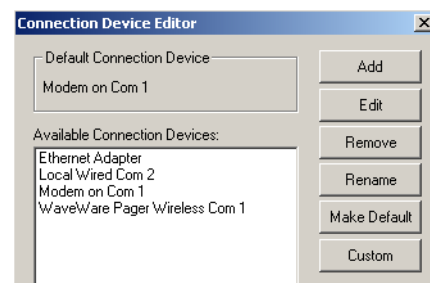 Connection Device Editor
Default Connection Device
Modem on Com 1
Add
Edit
Available Connection Devices:
Ethernet Adapter
Local Wired Com 2
Modem on Com 1
WaveWare Pager Wireless Com 1
Remove
Rename
Make Default
Custom